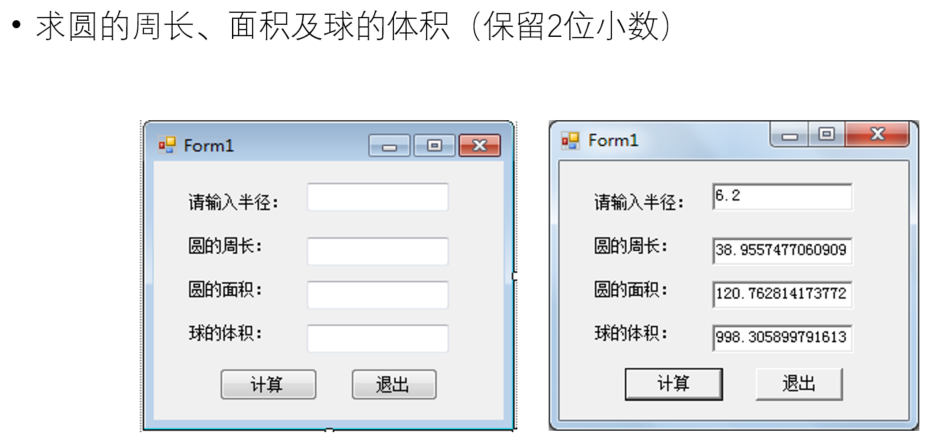 • 求圆的周长、面积及球的体积（保留2位小数）
Form1
请输入半径：
圆的周长：
圆的面积：
球的体积：
计算 退出
Form1
请输入半径： 6.2
圆的周长： 38.9557477060909
圆的面积： 120.762814173772
球的体积： 998.305899791613
计算 退出